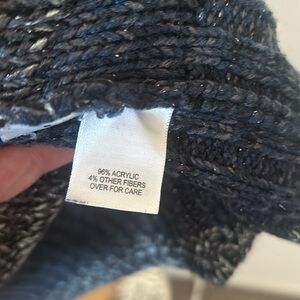 96% ACRYLIC
4% OTHER FIBERS
OVER FOR CARE